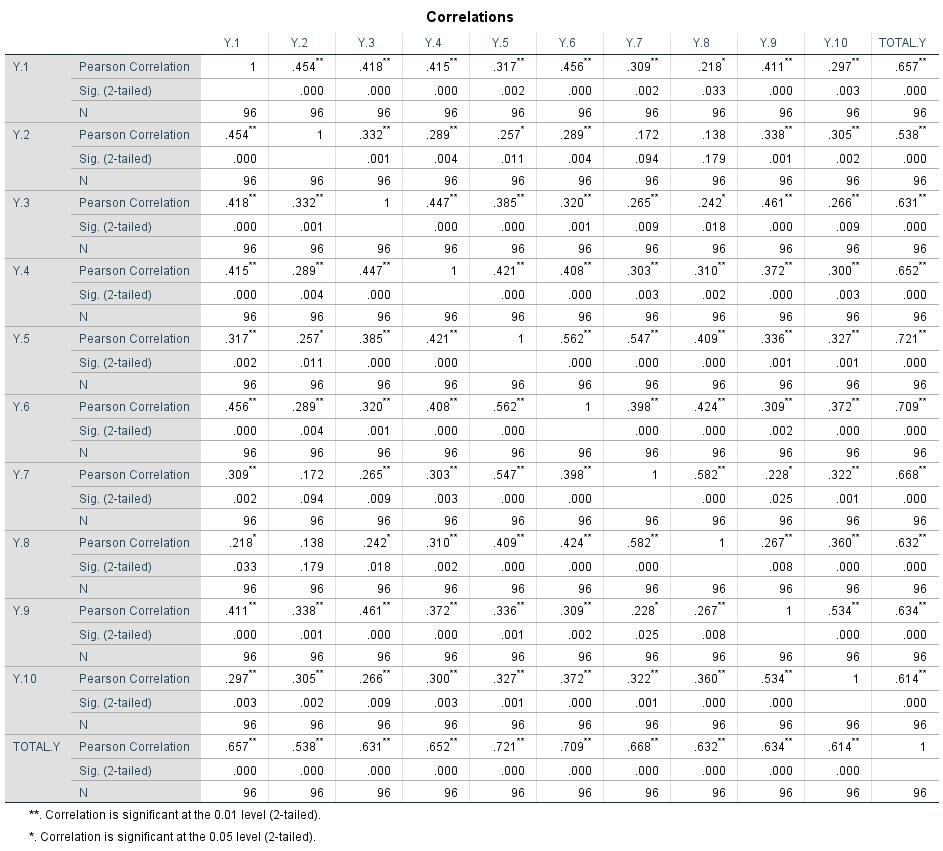 Correlations
Y.1 Y.2 Y.3 Y.4 Y.5 Y.6 Y.7 Y.8 Y.9 Y.10 TOTAL.Y
Y.1 Pearson Correlation 1 .454** .418** .415** .317** .456** .309** .218* .411** .297** .657**
Sig. (2-tailed) .000 .000 .000 .002 .000 .002 .033 .000 .003 .000
N 96 96 96 96 96 96 96 96 96 96 96
Y.2 Pearson Correlation .454** 1 .332** .289** .257* .289** .172 .138 .338** .305** .538**
Sig. (2-tailed) .000 .001 .004 .011 .004 .094 .179 .001 .002 .000
N 96 96 96 96 96 96 96 96 96 96 96
Y.3 Pearson Correlation .418** .332** 1 .447** .385** .320** .265** .242* .461** .266** .631**
Sig. (2-tailed) .000 .001 .000 .000 .001 .009 .018 .000 .009 .000
N 96 96 96 96 96 96 96 96 96 96 96
Y.4 Pearson Correlation .415** .289** .447** 1 .421** .408** .303** .310** .372** .300** .652**
Sig. (2-tailed) .000 .004 .000 .000 .000 .003 .002 .000 .003 .000
N 96 96 96 96 96 96 96 96 96 96 96
Y.5 Pearson Correlation .317** .257* .385** .421** 1 .562** .547** .409** .336** .327** .721**
Sig. (2-tailed) .002 .011 .000 .000 .000 .000 .000 .001 .001 .000
N 96 96 96 96 96 96 96 96 96 96 96
Y.6 Pearson Correlation .456** .289** .320** .408** .562** 1 .398** .424** .309** .372** .709**
Sig. (2-tailed) .000 .004 .001 .000 .000 .000 .000 .002 .000 .000
N 96 96 96 96 96 96 96 96 96 96 96
Y.7 Pearson Correlation .309** .172 .265** .303** .547** .398** 1 .582** .228* .322** .668**
Sig. (2-tailed) .002 .094 .009 .003 .000 .000 .000 .025 .001 .000
N 96 96 96 96 96 96 96 96 96 96 96
Y.8 Pearson Correlation .218* .138 .242* .310** .409** .424** .582** 1 .267** .360** .632**
Sig. (2-tailed) .033 .179 .018 .002 .000 .000 .000 .008 .000 .000
N 96 96 96 96 96 96 96 96 96 96 96
Y.9 Pearson Correlation .411** .338** .461** .372** .336** .309** .228* .267** 1 .534** .634**
Sig. (2-tailed) .000 .001 .000 .000 .001 .002 .025 .008 .000 .000
N 96 96 96 96 96 96 96 96 96 96 96
Y.10 Pearson Correlation .297** .305** .266** .300** .327** .372** .322** .360** .534** 1 .614**
Sig. (2-tailed) .003 .002 .009 .003 .001 .000 .001 .000 .000 .000
N 96 96 96 96 96 96 96 96 96 96 96
TOTAL.Y Pearson Correlation .657** .538** .631** .652** .721** .709** .668** .632** .634** .614** 1
Sig. (2-tailed) .000 .000 .000 .000 .000 .000 .000 .000 .000 .000
N 96 96 96 96 96 96 96 96 96 96 96
**. Correlation is significant at the 0.01 level (2-tailed).
*. Correlation is significant at the 0.05 level (2-tailed).